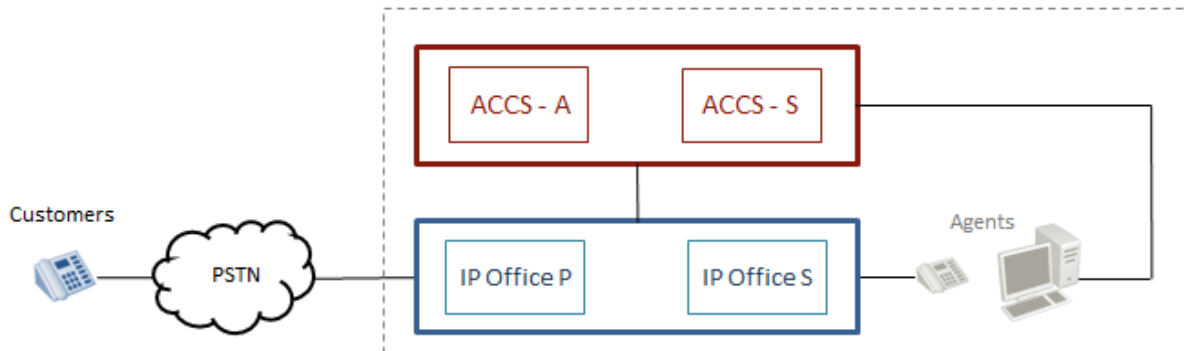 ACCS - A
ACCS - S
Customers
Agents
PSTN
IP Office P
IP Office S